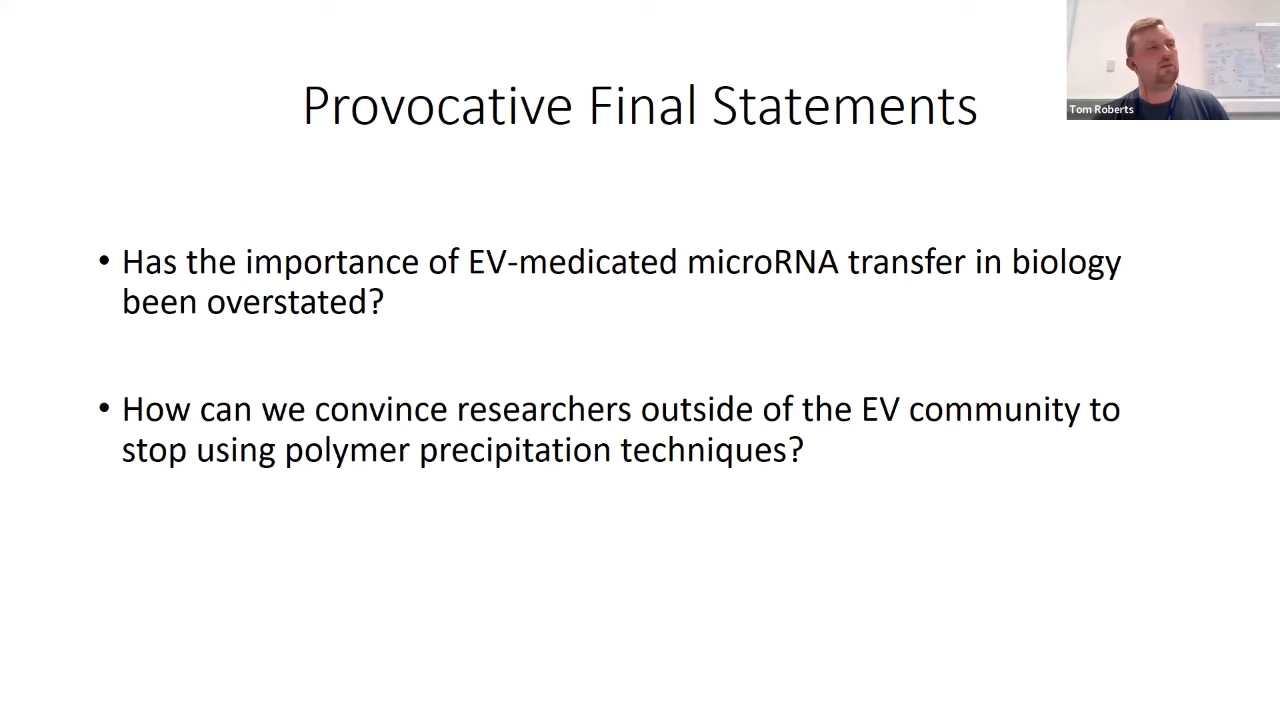 Provocative Final Statements
Tom Roberts
• Has the importance of EV-medicated microRNA transfer in biology
been overstated?
• How can we convince researchers outside of the EV community to
stop using polymer precipitation techniques?